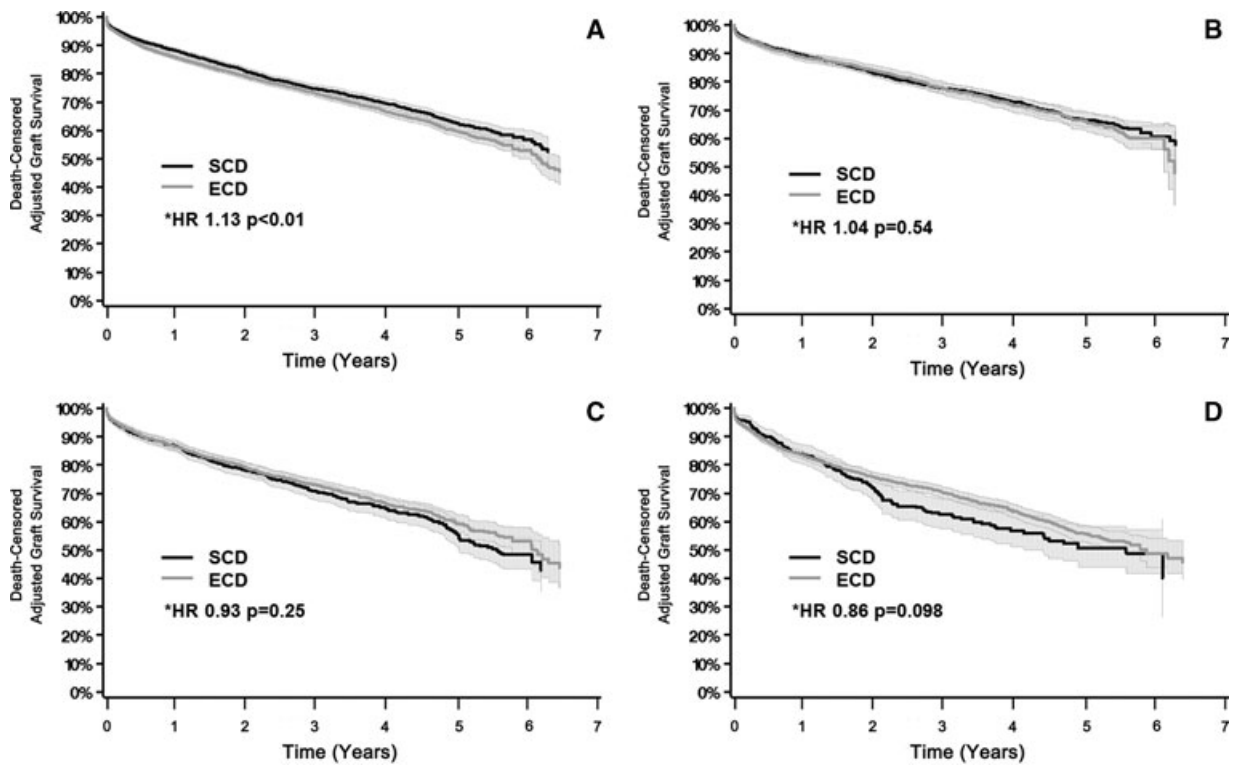 A
Death-Censored
Adjusted Graft Survival
100%
90%
80%
70%
60%
50%
40%
30%
20%
10%
0%
SCD
ECD
*HR 1.13 p<0.01
0 1 2 3 4 5 6 7
Time (Years)
B
Death-Censored
Adjusted Graft Survival
100%
90%
80%
70%
60%
50%
40%
30%
20%
10%
0%
SCD
ECD
*HR 1.04 p=0.54
0 1 2 3 4 5 6 7
Time (Years)
C
Death-Censored
Adjusted Graft Survival
100%
90%
80%
70%
60%
50%
40%
30%
20%
10%
0%
SCD
ECD
*HR 0.93 p=0.25
0 1 2 3 4 5 6 7
Time (Years)
D
Death-Censored
Adjusted Graft Survival
100%
90%
80%
70%
60%
50%
40%
30%
20%
10%
0%
SCD
ECD
*HR 0.86 p=0.098
0 1 2 3 4 5 6 7
Time (Years)